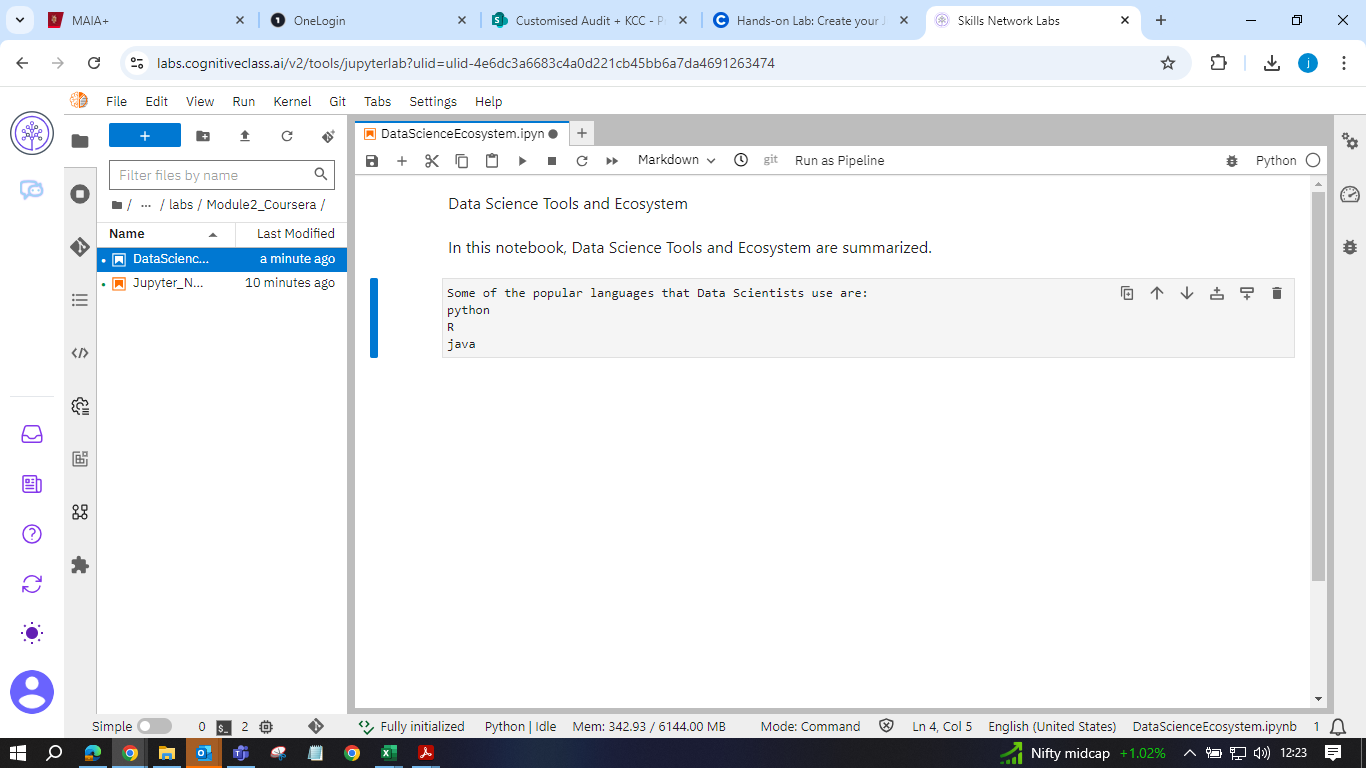 MAIA+
OneLogin
Customised Audit + KCC - P
Hands-on Lab: Create your J
Skills Network Labs
labs.cognitiveclass.ai/v2/tools/jupyterlab?ulid=ulid-4e6dc3a6683c4a0d221cb45bb6a7da4691263474
j
File Edit View Run Kernel Git Tabs Settings Help
DataScienceEcosystem.ipyn
Markdown
git
Run as Pipeline
Python
Filter files by name
/ ... / labs / Module2_Coursera /
Name Last Modified
DataScienc... a minute ago
Jupyter_N... 10 minutes ago
Data Science Tools and Ecosystem
In this notebook, Data Science Tools and Ecosystem are summarized.
Some of the popular languages that Data Scientists use are:
python
R
java
Simple 0 2 Fully initialized Python | Idle Mem: 342.93 / 6144.00 MB Mode: Command Ln 4, Col 5 English (United States) DataScienceEcosystem.ipynb 1
Nifty midcap +1.02% 12:23